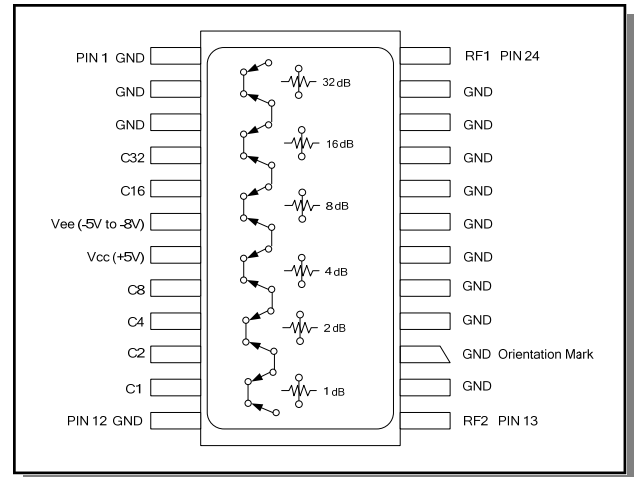 PIN 1 GND
GND
GND
C32
C16
Vee (-5V to -8V)
Vcc (+5V)
C8
C4
C2
C1
PIN 12 GND
32 dB
16 dB
8 dB
4 dB
2 dB
1 dB
RF1 PIN 24
GND
GND
GND
GND
GND
GND
GND
GND
GND Orientation Mark
GND
RF2 PIN 13